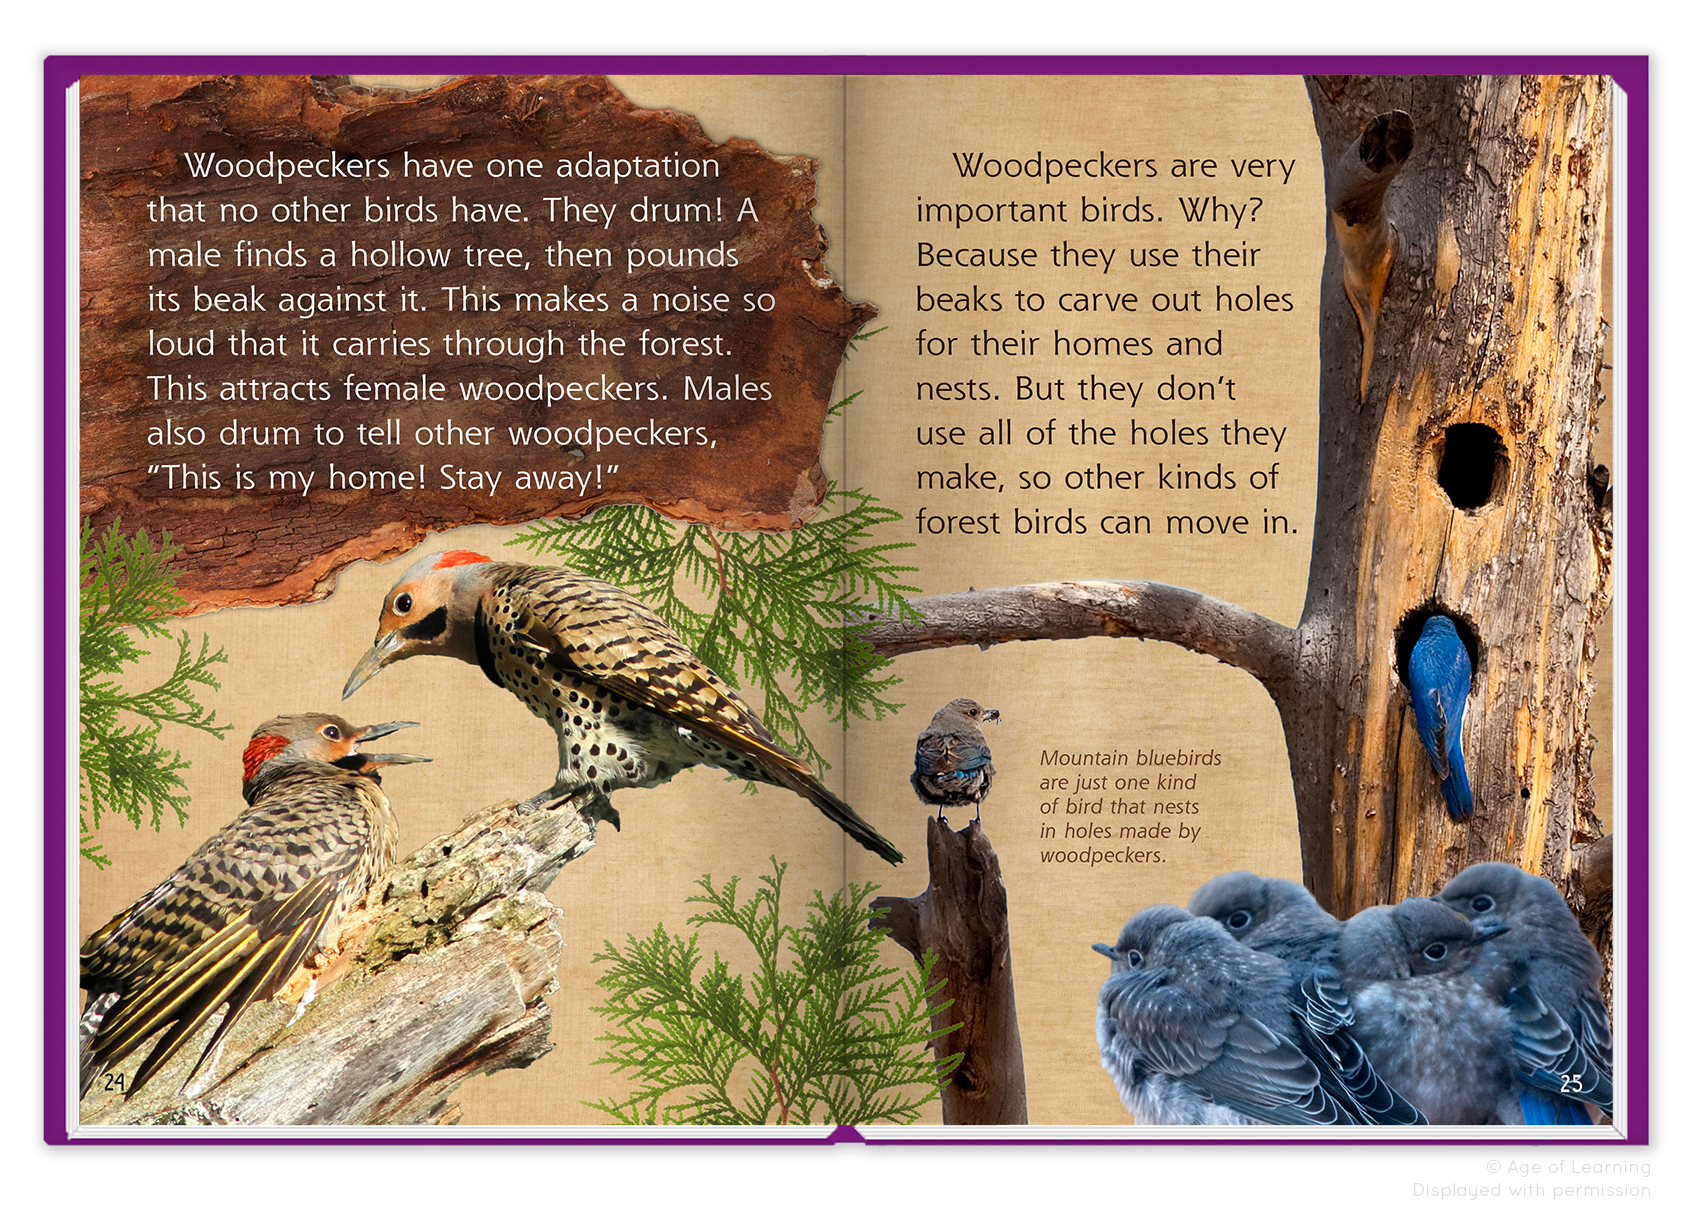 Woodpeckers have one adaptation
that no other birds have. They drum! A
male finds a hollow tree, then pounds
its beak against it. This makes a noise so
loud that it carries through the forest.
This attracts female woodpeckers. Males
also drum to tell other woodpeckers,
"This is my home! Stay away!"
24
Woodpeckers are very
important birds. Why?
Because they use their
beaks to carve out holes
for their homes and
nests. But they don't
use all of the holes they
make, so other kinds of
forest birds can move in.
Mountain bluebirds
are just one kind
of bird that nests
in holes made by
woodpeckers.
25
© Age of Learning
Displayed with permission